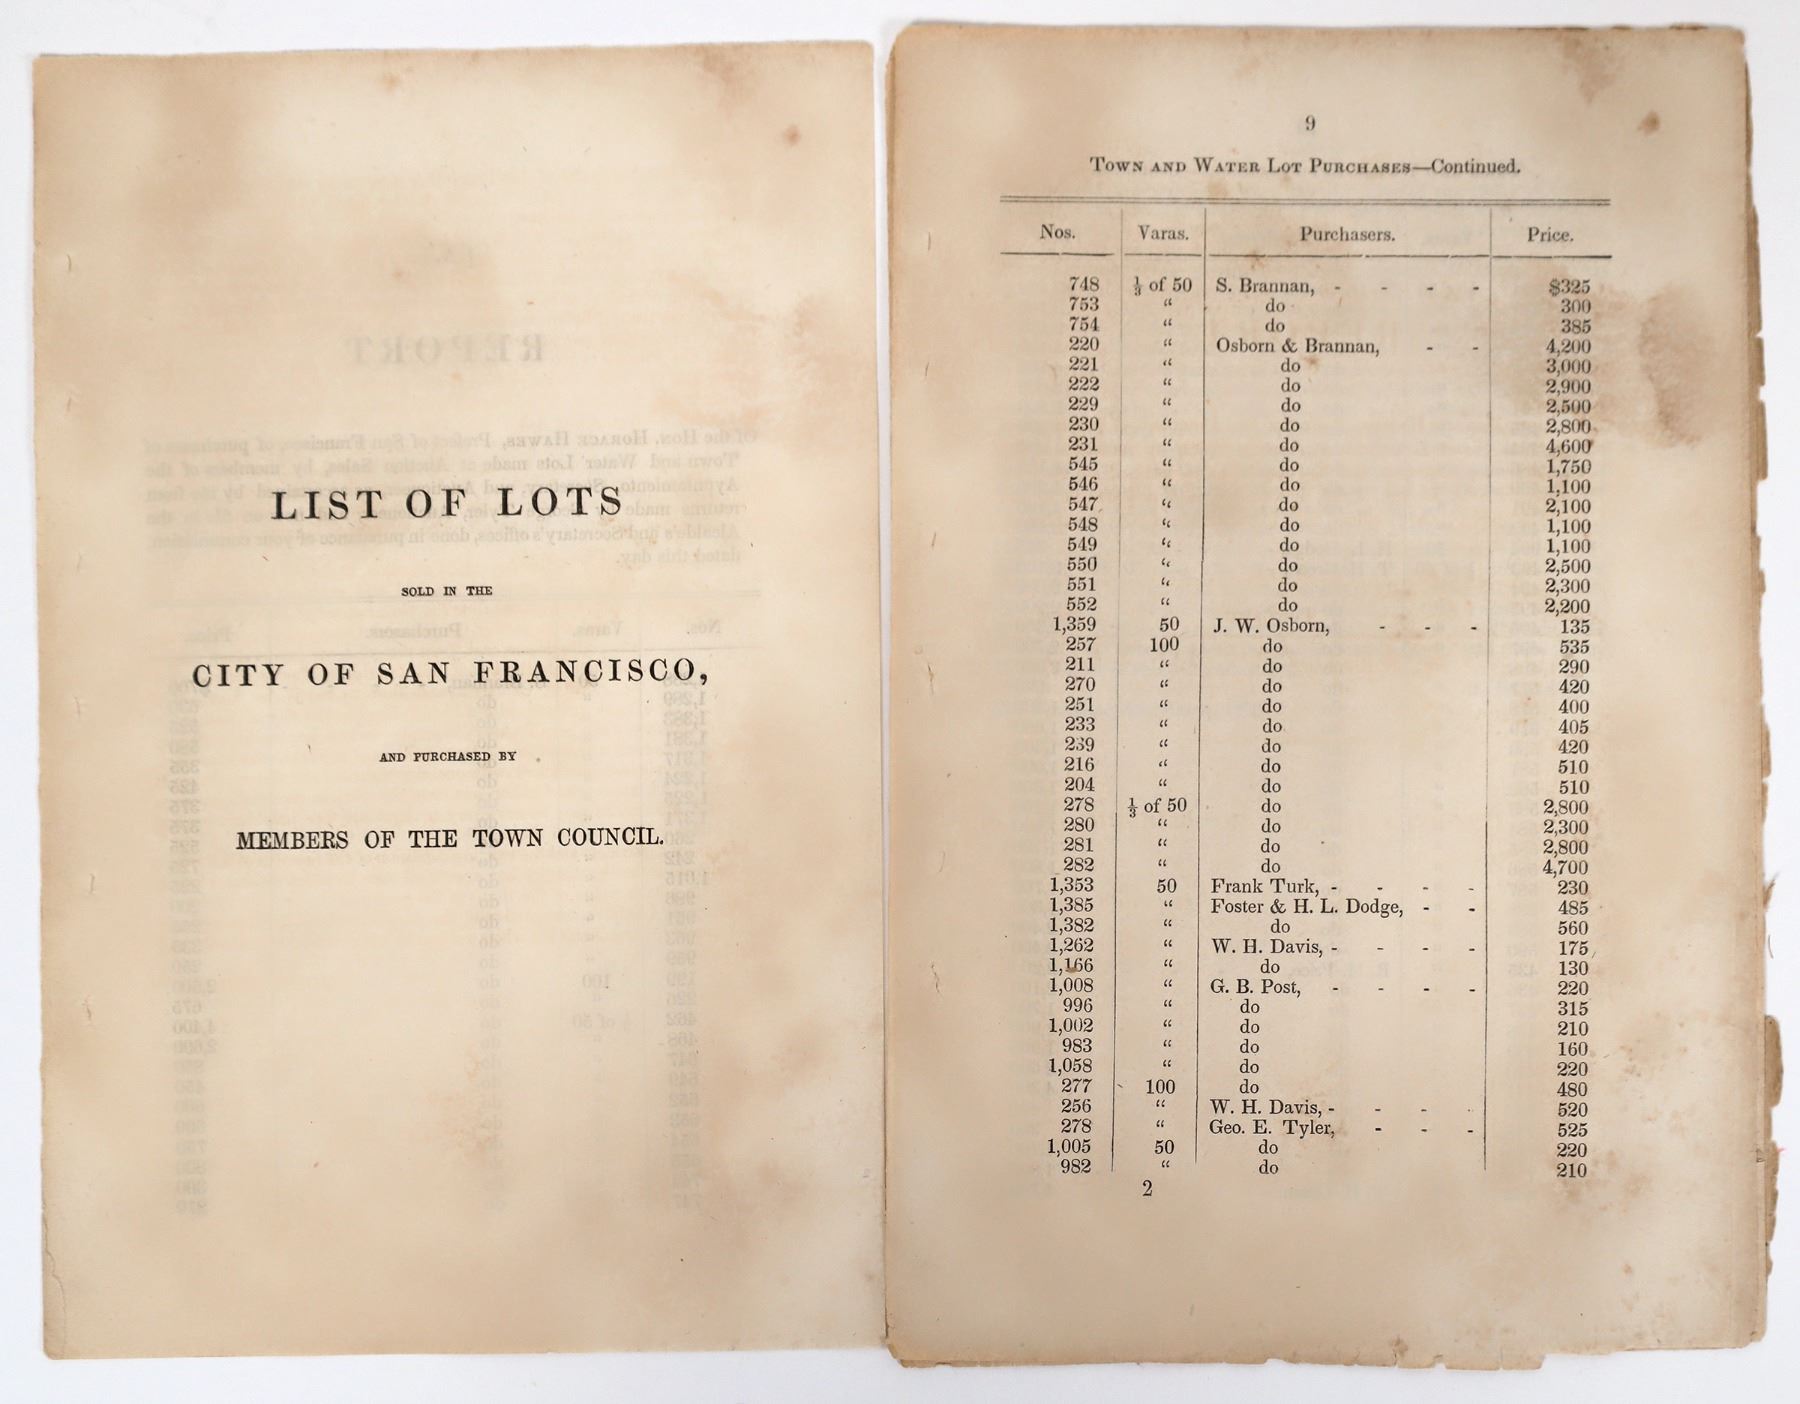 LIST OF LOTS
SOLD IN THE
CITY OF SAN FRANCISCO,
AND PURCHASED BY
MEMBERS OF THE TOWN COUNCIL.
9
TOWN AND WATER LOT PURCHASES—Continued.
Nos. Varas. Purchasers. Price.
748 ⅓ of 50 S. Brannan, - - - - $325
753 “ do 300
754 “ do 385
220 “ Osborn & Brannan, - - 4,200
221 “ do 3,000
222 “ do 2,900
229 “ do 2,500
230 “ do 2,800
231 “ do 4,600
545 “ do 1,750
546 “ do 1,100
547 “ do 2,100
548 “ do 1,100
549 “ do 1,100
550 “ do 2,500
551 “ do 2,300
552 “ do 2,200
1,359 50 J. W. Osborn, - - - 135
257 100 do 535
211 “ do 290
270 “ do 420
251 “ do 400
233 “ do 405
239 “ do 420
216 “ do 510
204 “ do 510
278 ⅓ of 50 do 2,800
280 “ do 2,300
281 “ do 2,800
282 “ do 4,700
1,353 50 Frank Turk, - - - - 230
1,385 “ Foster & H. L. Dodge, - - 485
1,382 “ do 560
1,262 “ W. H. Davis, - - - - 175
1,166 “ do 130
1,008 “ G. B. Post, - - - - 220
996 “ do 315
1,002 “ do 210
983 “ do 160
1,058 “ do 220
277 100 do 480
256 “ W. H. Davis, - - - - 520
278 “ Geo. E. Tyler, - - - 525
1,005 50 do 220
982 “ do 210
2